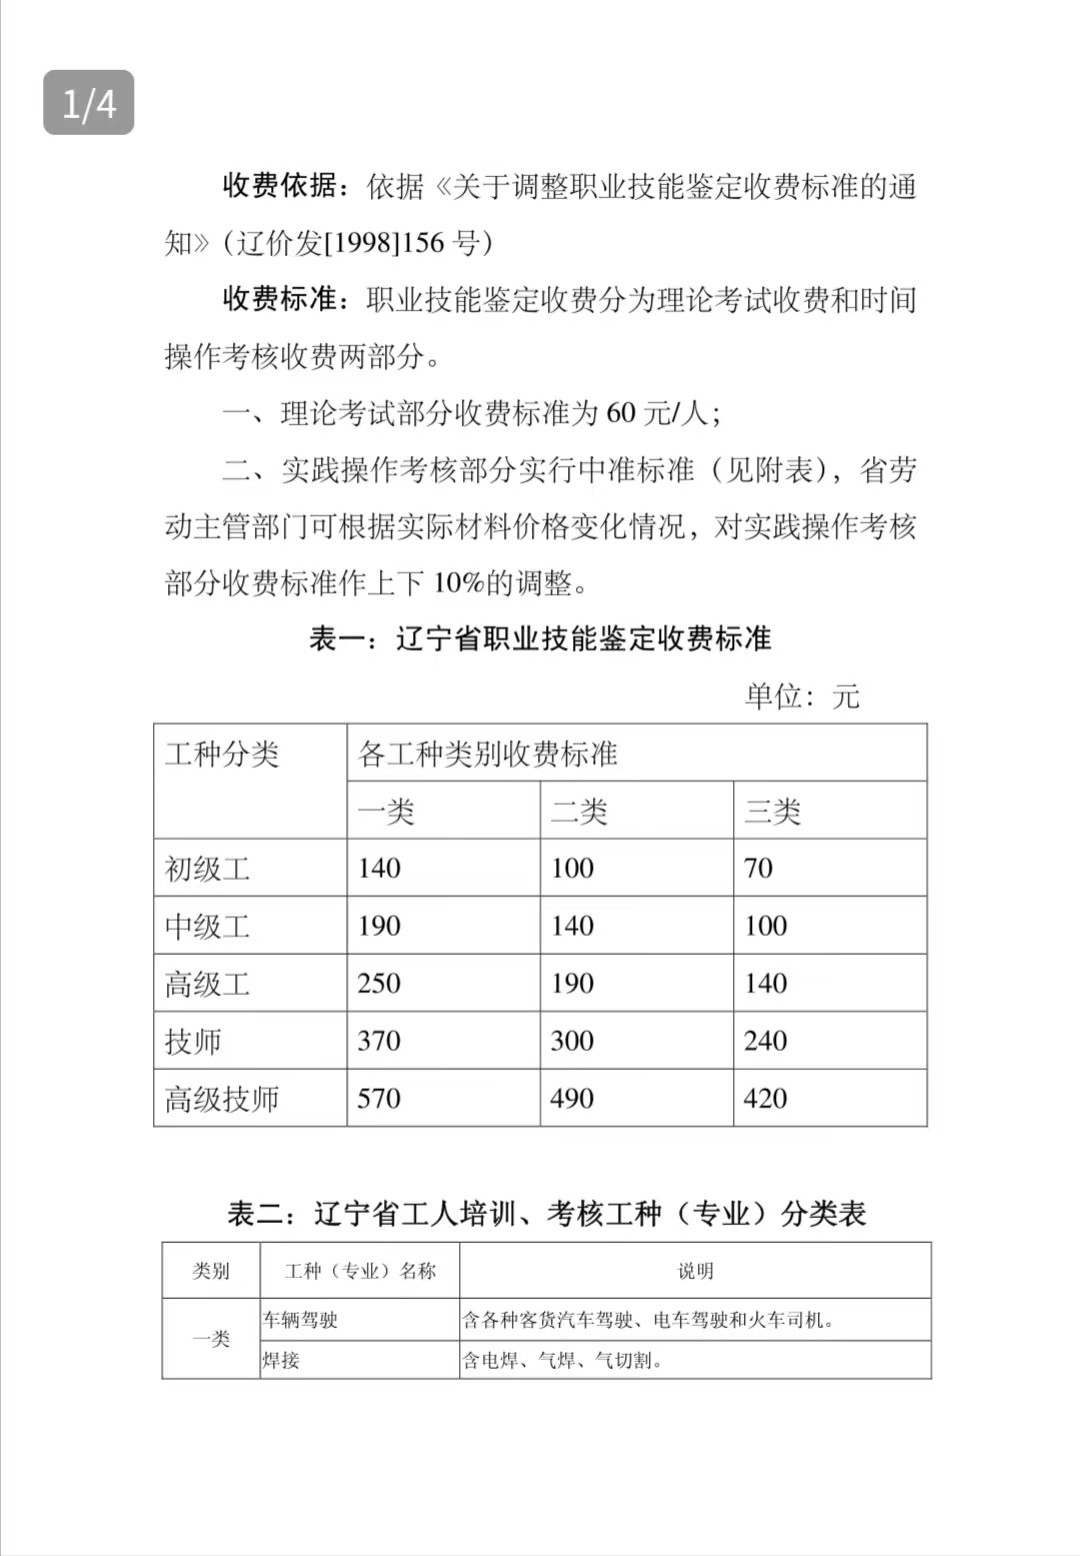 1/4
收费依据：依据《关于调整职业技能鉴定收费标准的通
知》（辽价发[1998]156 号）
收费标准：职业技能鉴定收费分为理论考试收费和时间
操作考核收费两部分。
一、理论考试部分收费标准为 60 元/人；
二、实践操作考核部分实行中准标准（见附表），省劳
动主管部门可根据实际材料价格变化情况，对实践操作考核
部分收费标准作上下 10%的调整。
表一：辽宁省职业技能鉴定收费标准
单位：元
工种分类 各工种类别收费标准
一类 二类 三类
初级工 140 100 70
中级工 190 140 100
高级工 250 190 140
技师 370 300 240
高级技师 570 490 420
表二：辽宁省工人培训、考核工种（专业）分类表
类别 工种（专业）名称 说明
一类 车辆驾驶 含各种客货汽车驾驶、电车驾驶和火车司机。
焊接 含电焊、气焊、气切割。